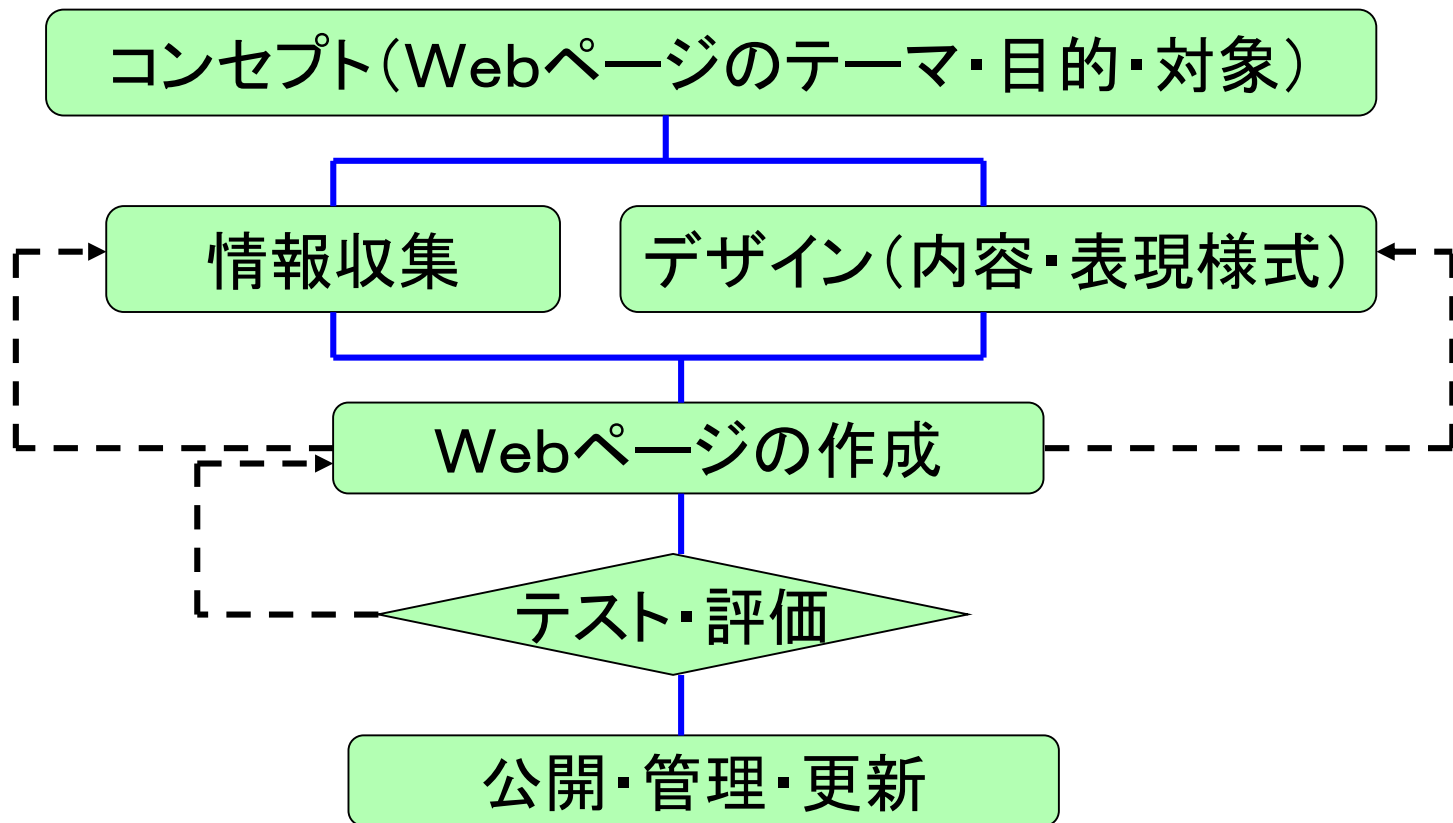 コンセプト(Webページのテーマ・目的・対象)
情報収集
デザイン(内容・表現様式)
Webページの作成
テスト・評価
公開・管理・更新